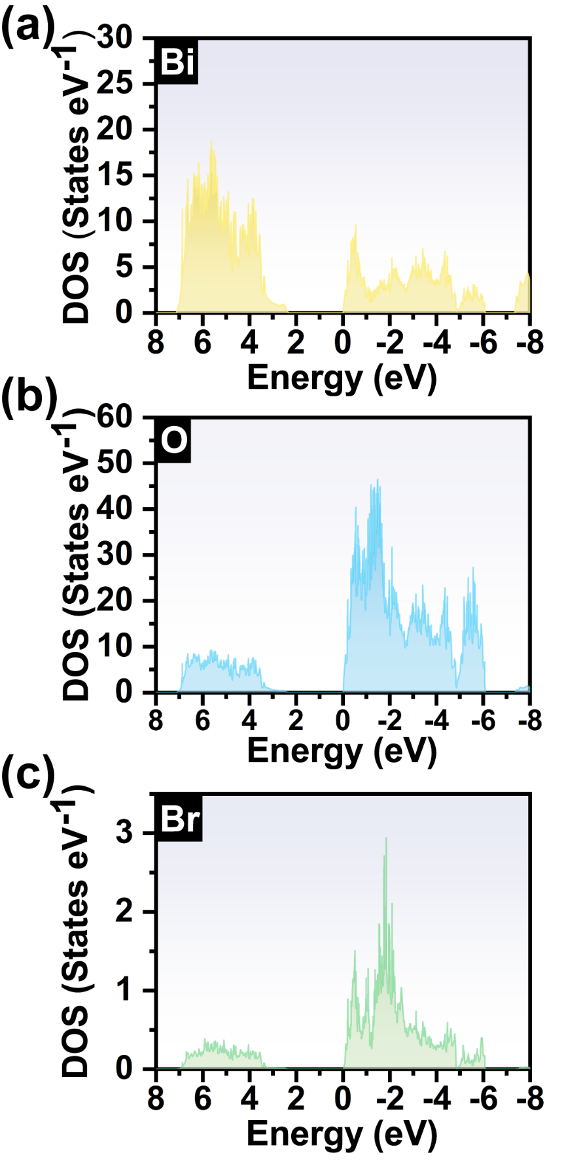 (a)
Bi
DOS (States eV-1)
30
25
20
15
10
5
0
8 6 4 2 0 -2 -4 -6 -8
Energy (eV)
(b)
O
DOS (States eV-1)
60
50
40
30
20
10
0
8 6 4 2 0 -2 -4 -6 -8
Energy (eV)
(c)
Br
DOS (States eV-1)
3
2
1
0
8 6 4 2 0 -2 -4 -6 -8
Energy (eV)